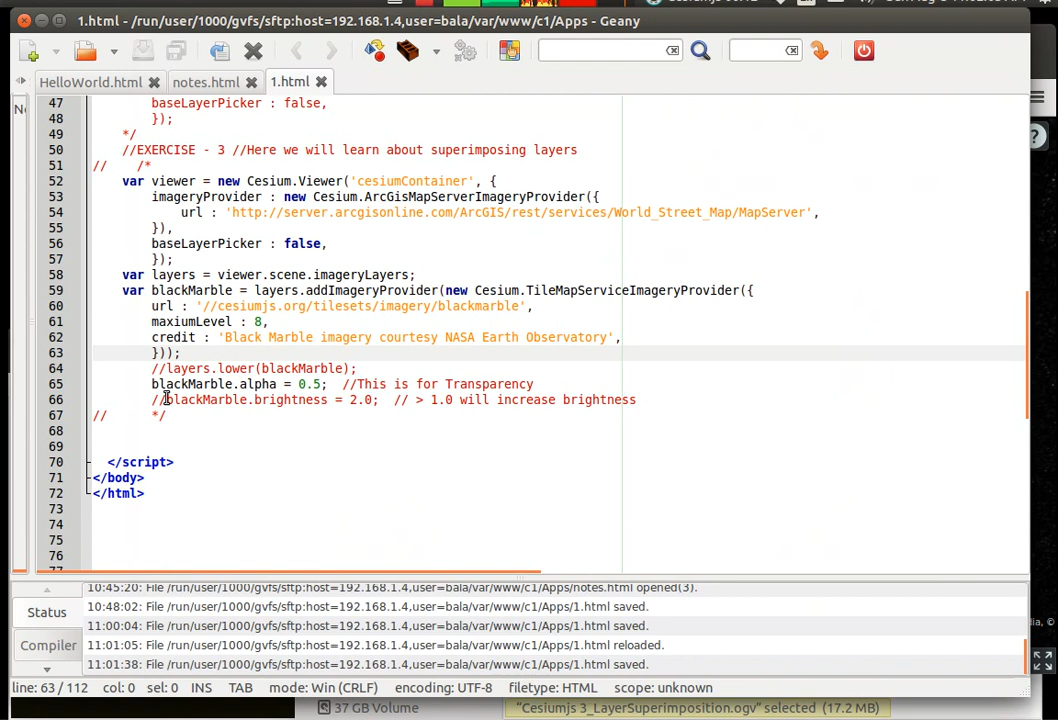 1.html - /run/user/1000/gvfs/sftp:host=192.168.1.4,user=bala/var/www/c1/Apps - Geany
HelloWorld.html notes.html 1.html
47 baseLayerPicker : false,
48 });
49 */
50 //EXERCISE - 3 //Here we will learn about superimposing layers
51 // /*
52 var viewer = new Cesium.Viewer('cesiumContainer', {
53 imageryProvider : new Cesium.ArcGisMapServerImageryProvider({
54 url : 'http://server.arcgisonline.com/ArcGIS/rest/services/World_Street_Map/MapServer',
55 }),
56 baseLayerPicker : false,
57 });
58 var layers = viewer.scene.imageryLayers;
59 var blackMarble = layers.addImageryProvider(new Cesium.TileMapServiceImageryProvider({
60 url : '//cesiumjs.org/tilesets/imagery/blackmarble',
61 maxiumLevel : 8,
62 credit : 'Black Marble imagery courtesy NASA Earth Observatory',
63 }));
64 //layers.lower(blackMarble);
65 blackMarble.alpha = 0.5; //This is for Transparency
66 //blackMarble.brightness = 2.0; // > 1.0 will increase brightness
67 // */
68
69
70 </script>
71 </body>
72 </html>
73
74
75
76
Status
Compiler
10:45:20: File /run/user/1000/gvfs/sftp:host=192.168.1.4,user=bala/var/www/c1/Apps/notes.html opened(3).
10:48:02: File /run/user/1000/gvfs/sftp:host=192.168.1.4,user=bala/var/www/c1/Apps/1.html saved.
11:00:04: File /run/user/1000/gvfs/sftp:host=192.168.1.4,user=bala/var/www/c1/Apps/1.html saved.
11:01:05: File /run/user/1000/gvfs/sftp:host=192.168.1.4,user=bala/var/www/c1/Apps/1.html reloaded.
11:01:38: File /run/user/1000/gvfs/sftp:host=192.168.1.4,user=bala/var/www/c1/Apps/1.html saved.
line: 63 / 112 col: 0 sel: 0 INS TAB mode: Win (CRLF) encoding: UTF-8 filetype: HTML scope: unknown
37 GB Volume
"Cesiumjs 3_LayerSuperimposition.ogv" selected (17.2 MB)